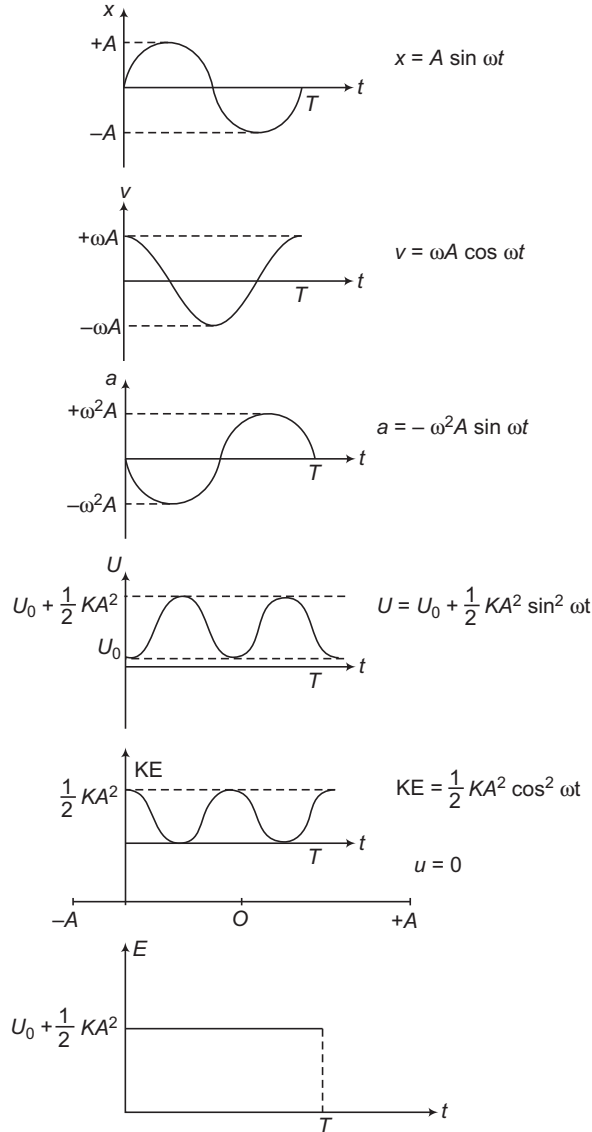 x
+A
x = A sin ωt
t
T
–A
v
+ωA
v = ωA cos ωt
t
T
–ωA
a
+ω²A
a = – ω²A sin ωt
t
T
–ω²A
U
U₀ + 1/2 KA²
U = U₀ + 1/2 KA² sin² ωt
U₀
t
T
KE
1/2 KA²
KE = 1/2 KA² cos² ωt
t
T
u = 0
–A O +A
E
U₀ + 1/2 KA²
T
t